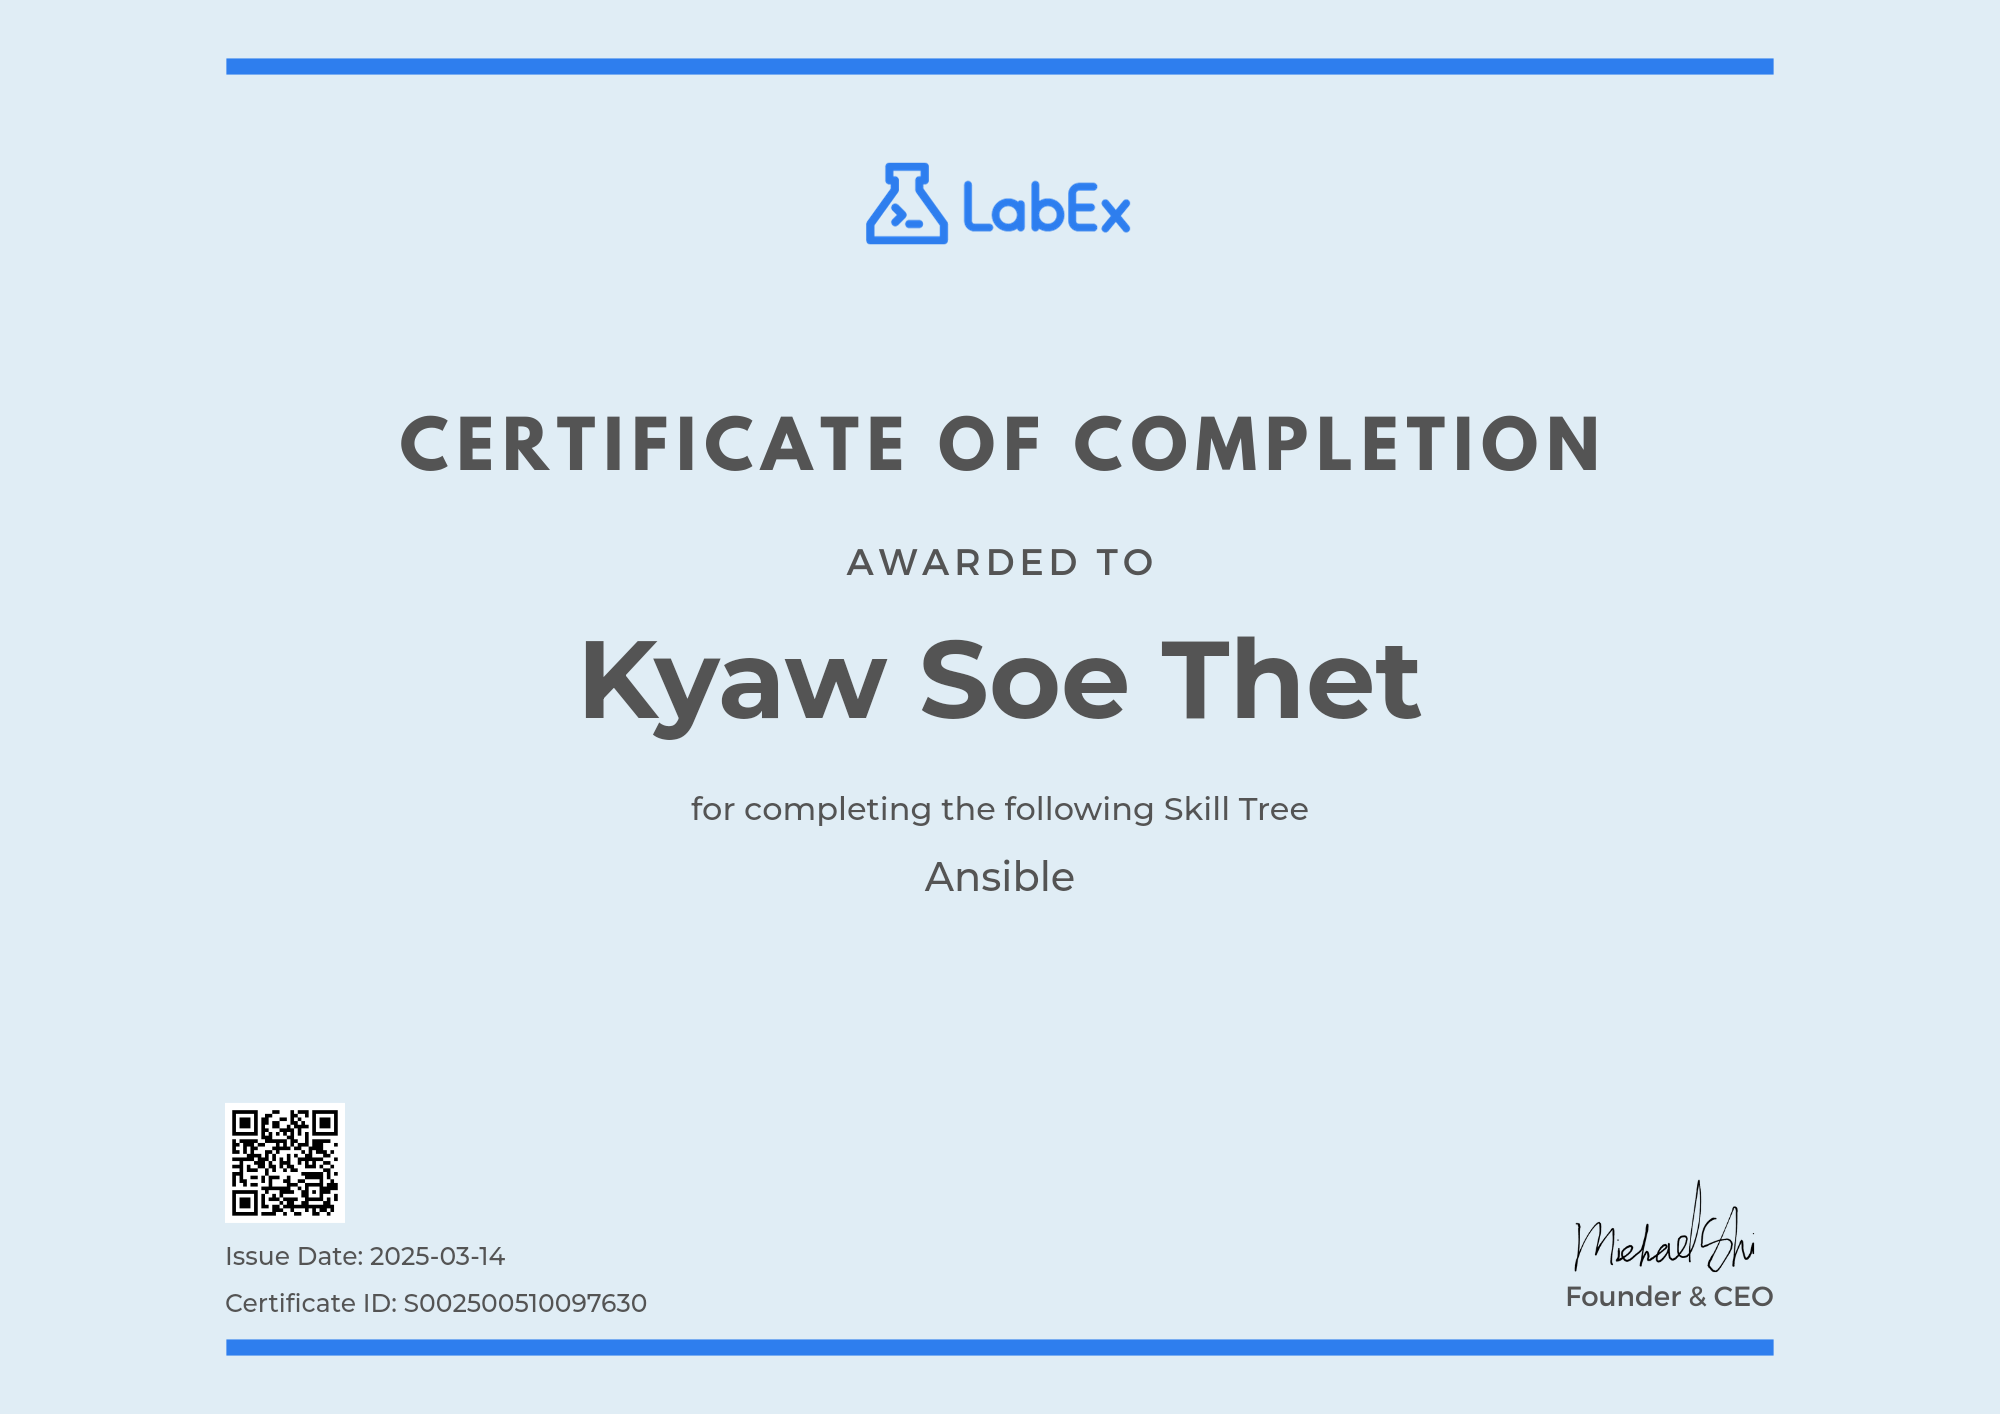 LabEx
CERTIFICATE OF COMPLETION
AWARDED TO
Kyaw Soe Thet
for completing the following Skill Tree
Ansible
Issue Date: 2025-03-14
Certificate ID: S002500510097630
Michael Shi
Founder & CEO